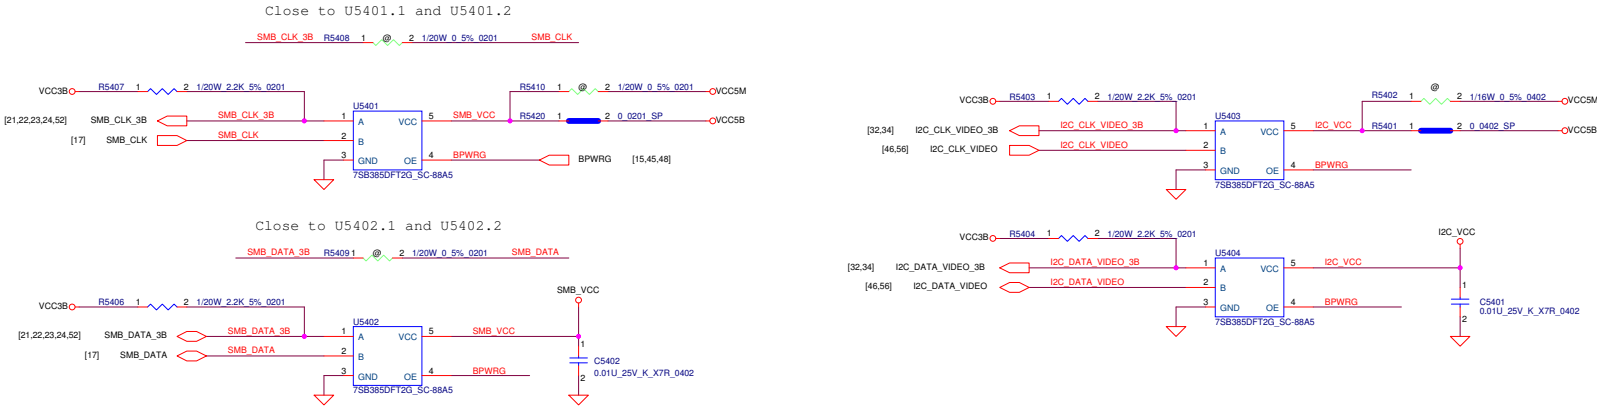 Close to U5401.1 and U5401.2
SMB_CLK_3B R5408 1 @ 2 1/20W_0_5%_0201 SMB_CLK
VCC3B R5407 1 2 1/20W_2.2K_5%_0201 R5410 1 @ 2 1/20W_0_5%_0201 VCC5M
U5401
[21,22,23,24,52] SMB_CLK_3B SMB_CLK_3B 1 A VCC 5 SMB_VCC R5420 1 2 0_0201_SP VCC5B
[17] SMB_CLK SMB_CLK 2 B
3 GND OE 4 BPWRG BPWRG [15,45,48]
7SB385DFT2G_SC-88A5
Close to U5402.1 and U5402.2
SMB_DATA_3B R5409 1 @ 2 1/20W_0_5%_0201 SMB_DATA
VCC3B R5406 1 2 1/20W_2.2K_5%_0201 SMB_VCC
U5402
[21,22,23,24,52] SMB_DATA_3B SMB_DATA_3B 1 A VCC 5 SMB_VCC
[17] SMB_DATA SMB_DATA 2 B
1 C5402
2 0.01U_25V_K_X7R_0402
3 GND OE 4 BPWRG
7SB385DFT2G_SC-88A5
VCC3B R5403 1 2 1/20W_2.2K_5%_0201 R5402 1 @ 2 1/16W_0_5%_0402 VCC5M
U5403
[32,34] I2C_CLK_VIDEO_3B I2C_CLK_VIDEO_3B 1 A VCC 5 I2C_VCC R5401 1 2 0_0402_SP VCC5B
[46,56] I2C_CLK_VIDEO I2C_CLK_VIDEO 2 B
3 GND OE 4 BPWRG
7SB385DFT2G_SC-88A5
VCC3B R5404 1 2 1/20W_2.2K_5%_0201 I2C_VCC
U5404
[32,34] I2C_DATA_VIDEO_3B I2C_DATA_VIDEO_3B 1 A VCC 5 I2C_VCC
[46,56] I2C_DATA_VIDEO I2C_DATA_VIDEO 2 B
1 C5401
2 0.01U_25V_K_X7R_0402
3 GND OE 4 BPWRG
7SB385DFT2G_SC-88A5